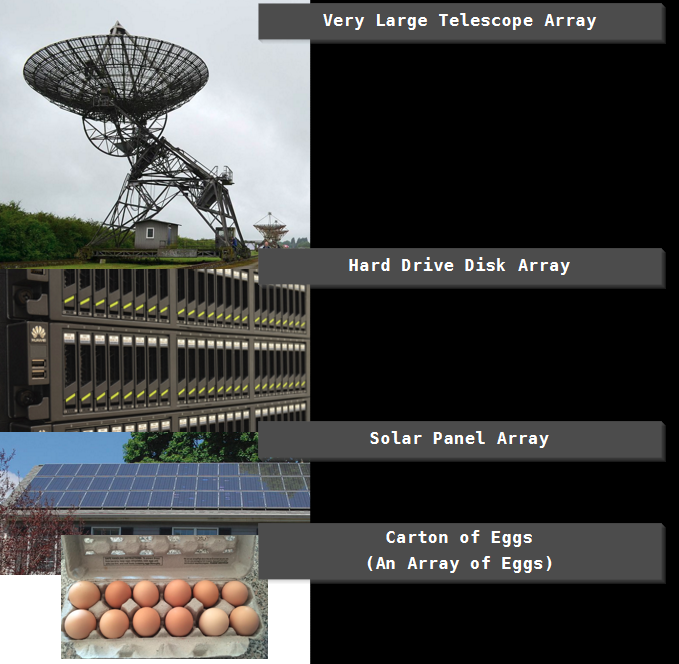 Very Large Telescope Array
Hard Drive Disk Array
Solar Panel Array
Carton of Eggs
(An Array of Eggs)